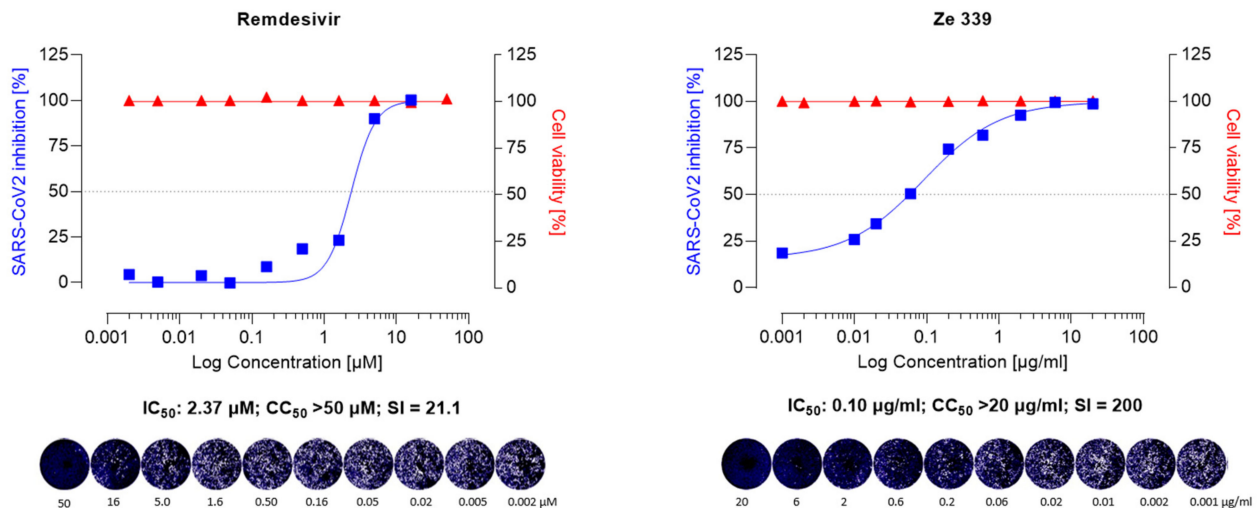 Remdesivir
SARS-CoV2 inhibition [%]
125
100
75
50
25
0
125
100
75
50
25
0
Cell viability [%]
0.001 0.01 0.1 1 10 100
Log Concentration [µM]
IC50: 2.37 µM; CC50 >50 µM; SI = 21.1
50 16 5.0 1.6 0.50 0.16 0.05 0.02 0.005 0.002 µM
Ze 339
SARS-CoV2 inhibition [%]
125
100
75
50
25
0
125
100
75
50
25
0
Cell viability [%]
0.001 0.01 0.1 1 10 100
Log Concentration [µg/ml]
IC50: 0.10 µg/ml; CC50 >20 µg/ml; SI = 200
20 6 2 0.6 0.2 0.06 0.02 0.01 0.002 0.001 µg/ml